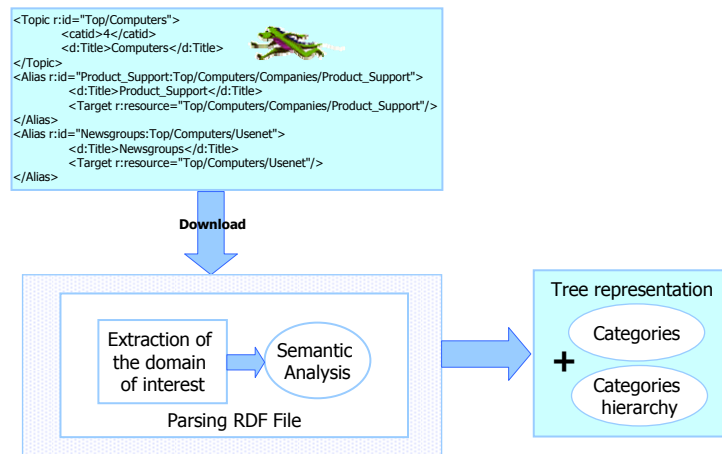 <Topic r:id="Top/Computers">
<catid>4</catid>
<d:Title>Computers</d:Title>
</Topic>
<Alias r:id="Product_Support:Top/Computers/Companies/Product_Support">
<d:Title>Product_Support</d:Title>
<Target r:resource="Top/Computers/Companies/Product_Support"/>
</Alias>
<Alias r:id="Newsgroups:Top/Computers/Usenet">
<d:Title>Newsgroups</d:Title>
<Target r:resource="Top/Computers/Usenet"/>
</Alias>
Download
Extraction of
the domain
of interest
Semantic
Analysis
Parsing RDF File
Tree representation
Categories
+
Categories
hierarchy